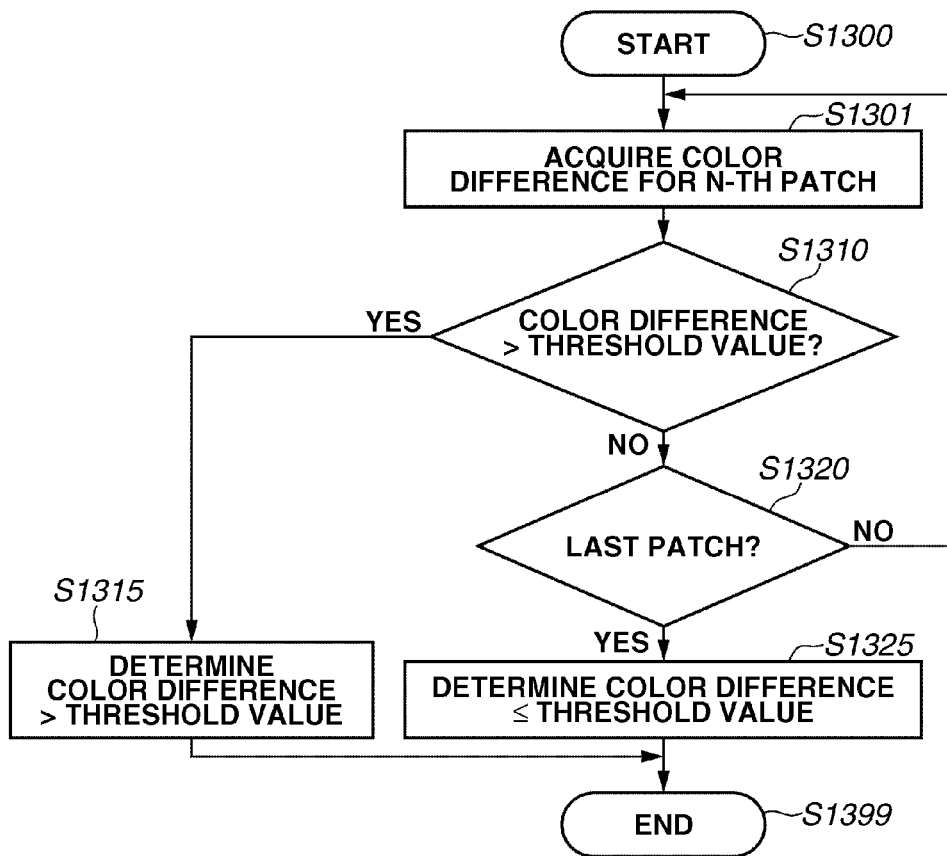 START
S1300
S1301
ACQUIRE COLOR
DIFFERENCE FOR N-TH PATCH
S1310
YES
COLOR DIFFERENCE
> THRESHOLD VALUE?
NO
S1320
LAST PATCH?
NO
S1315
YES
S1325
DETERMINE
COLOR DIFFERENCE
> THRESHOLD VALUE
DETERMINE COLOR DIFFERENCE
≤ THRESHOLD VALUE
END
S1399